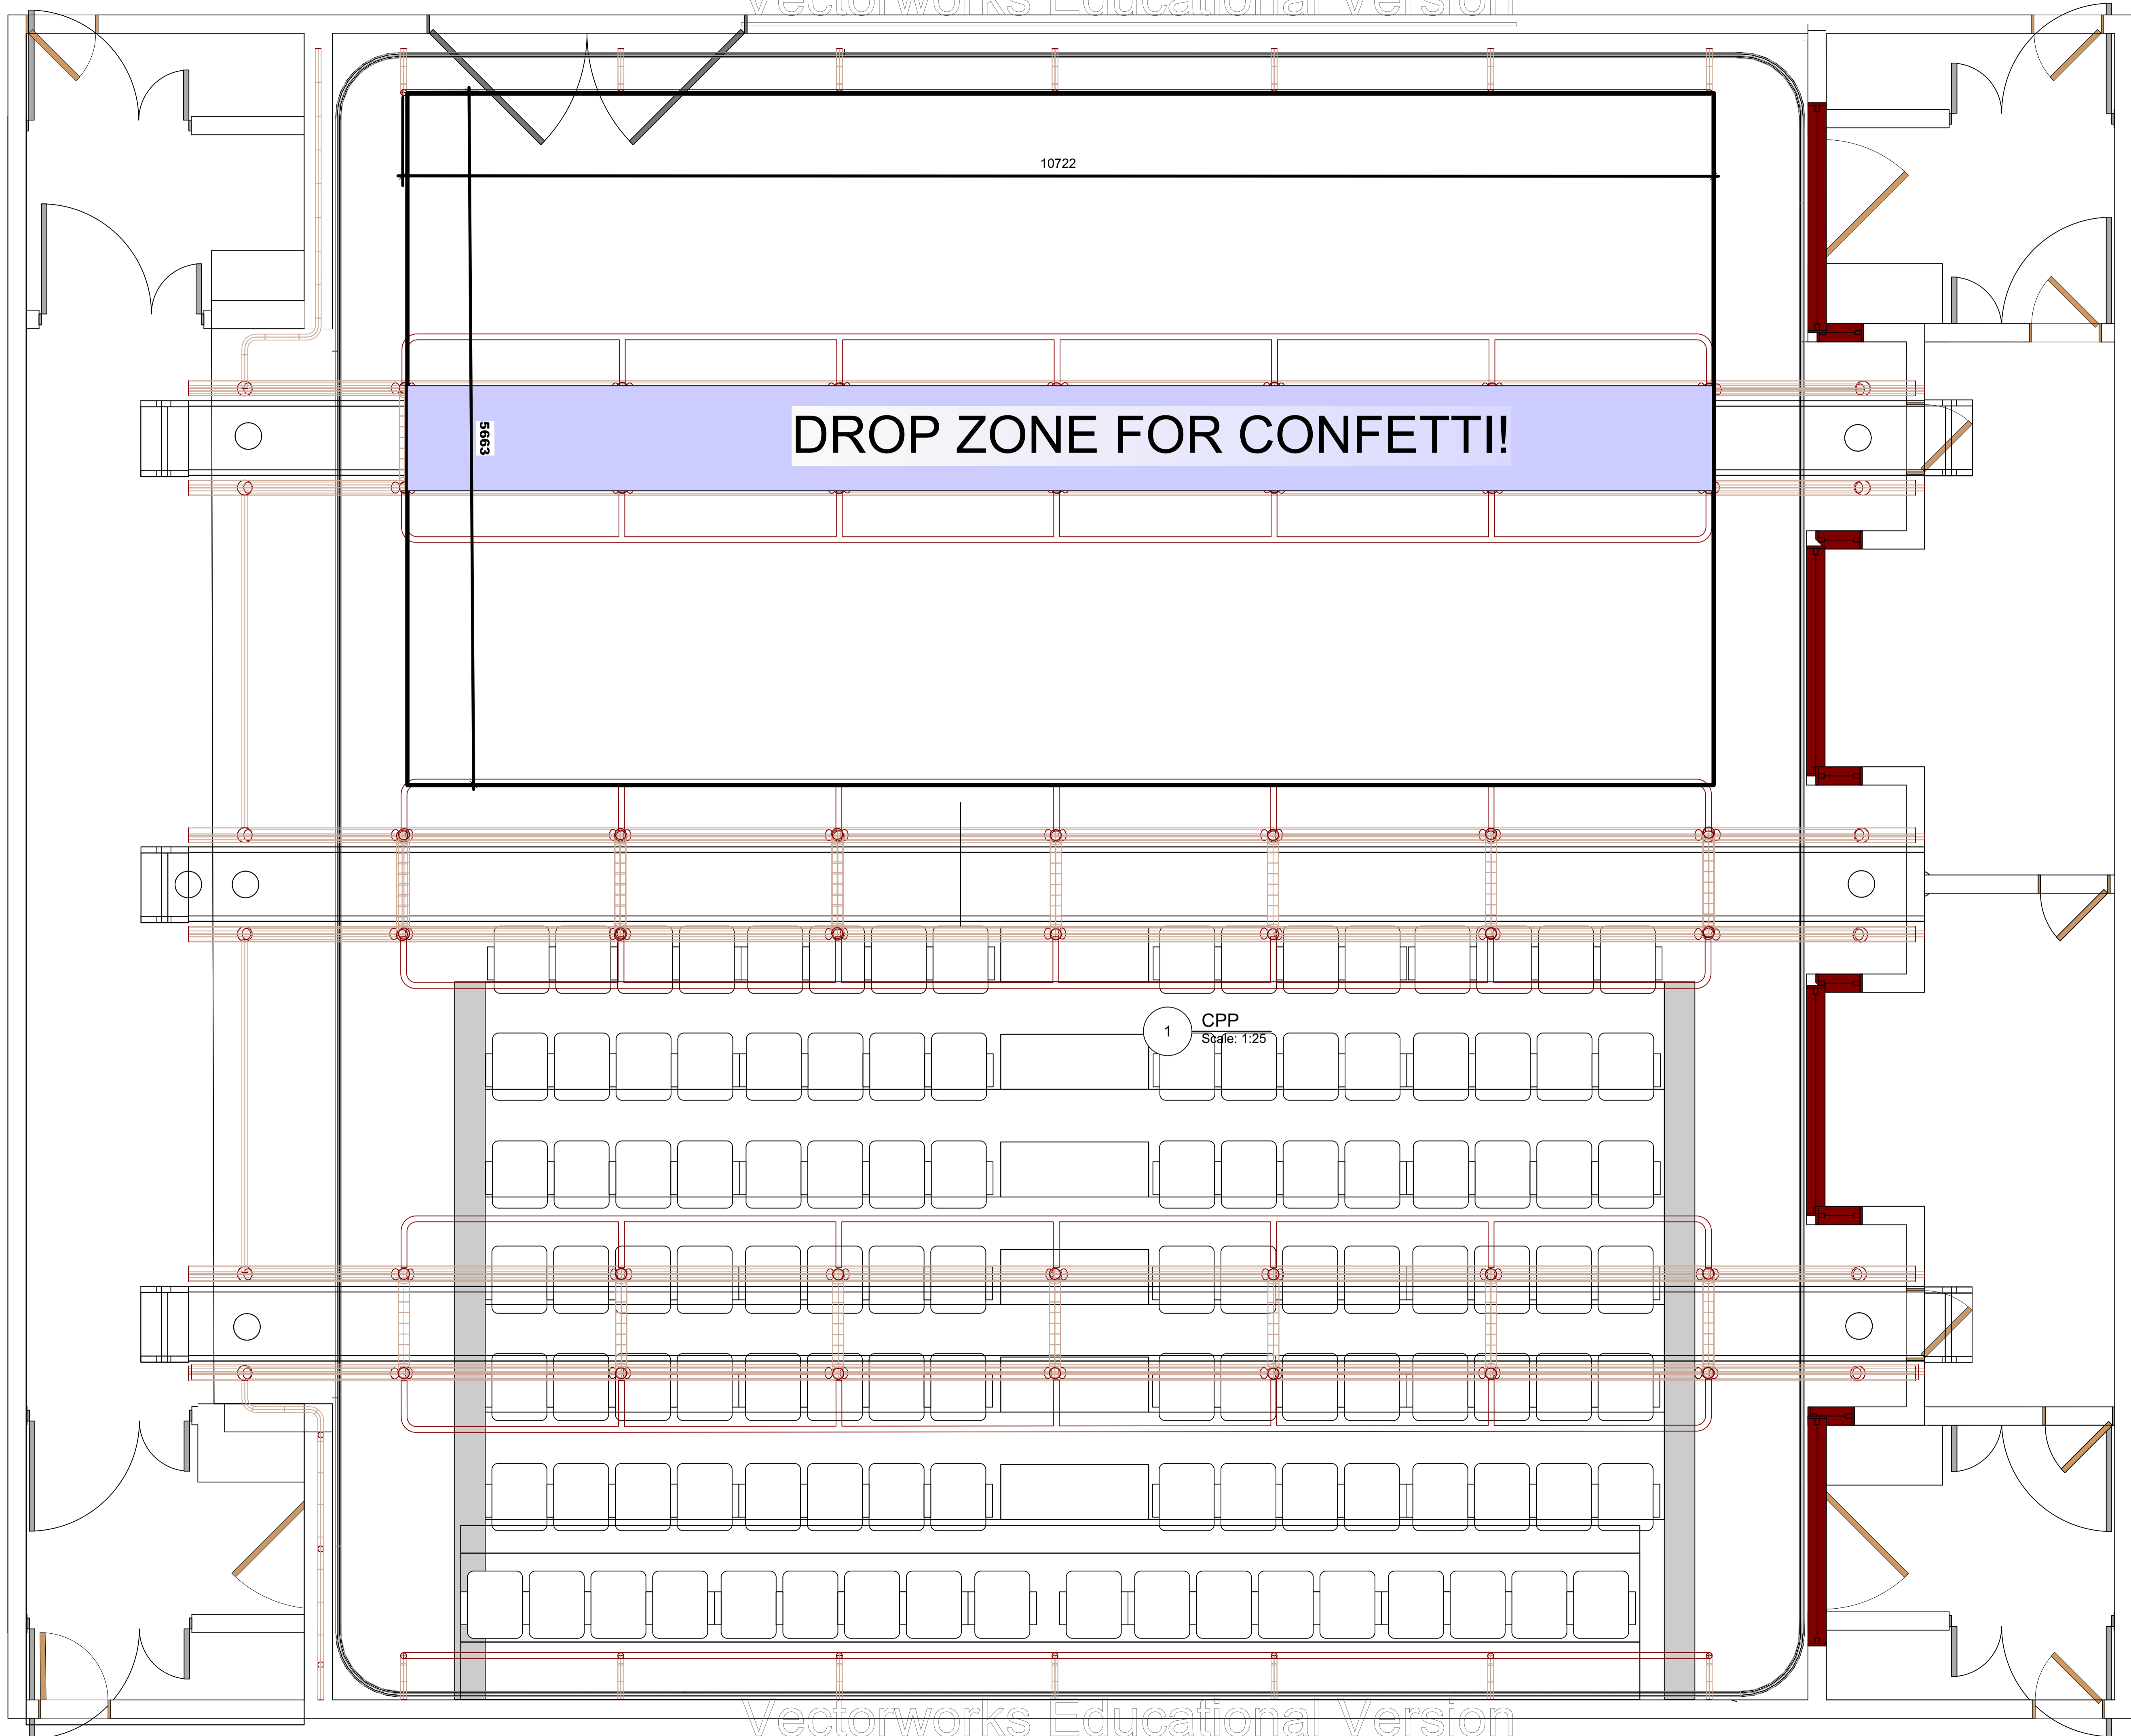 Vectorworks Educational Version
10722
DROP ZONE FOR CONFETTI!
5663
1
CPP
Scale: 1:25
Vectorworks Educational Version